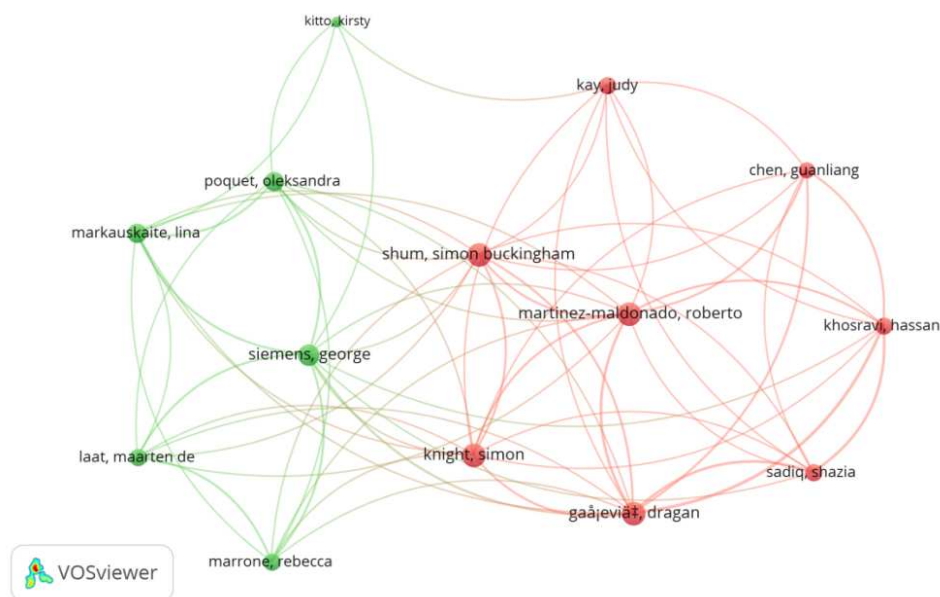 kitto, kirsty
kay, judy
chen, guanliang
poquet, oleksandra
markauskaite, lina
shum, simon buckingham
martinez-maldonado, roberto
khosravi, hassan
siemens, george
knight, simon
laat, maarten de
sadiq, shazia
gaå¡eviä‡, dragan
marrone, rebecca
VOSviewer